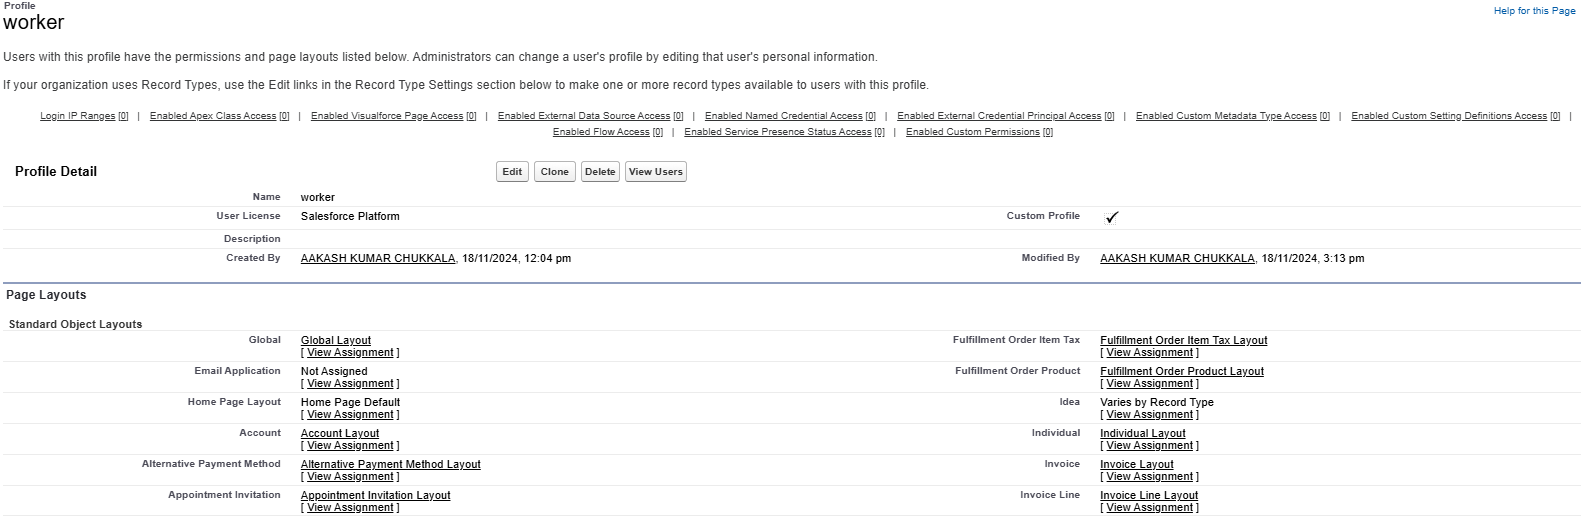 Profile
worker
Help for this Page
Users with this profile have the permissions and page layouts listed below. Administrators can change a user's profile by editing that user's personal information.
If your organization uses Record Types, use the Edit links in the Record Type Settings section below to make one or more record types available to users with this profile.
Login IP Ranges [0] | Enabled Apex Class Access [0] | Enabled Visualforce Page Access [0] | Enabled External Data Source Access [0] | Enabled Named Credential Access [0] | Enabled External Credential Principal Access [0] | Enabled Custom Metadata Type Access [0] | Enabled Custom Setting Definitions Access [0] |
Enabled Flow Access [0] | Enabled Service Presence Status Access [0] | Enabled Custom Permissions [0]
Profile Detail Edit Clone Delete View Users
Name worker
User License Salesforce Platform Custom Profile ✓
Description
Created By AAKASH KUMAR CHUKKALA, 18/11/2024, 12:04 pm Modified By AAKASH KUMAR CHUKKALA, 18/11/2024, 3:13 pm
Page Layouts
Standard Object Layouts
Global Global Layout Fulfillment Order Item Tax Fulfillment Order Item Tax Layout
[ View Assignment ] [ View Assignment ]
Email Application Not Assigned Fulfillment Order Product Fulfillment Order Product Layout
[ View Assignment ] [ View Assignment ]
Home Page Layout Home Page Default Idea Varies by Record Type
[ View Assignment ] [ View Assignment ]
Account Account Layout Individual Individual Layout
[ View Assignment ] [ View Assignment ]
Alternative Payment Method Alternative Payment Method Layout Invoice Invoice Layout
[ View Assignment ] [ View Assignment ]
Appointment Invitation Appointment Invitation Layout Invoice Line Invoice Line Layout
[ View Assignment ] [ View Assignment ]